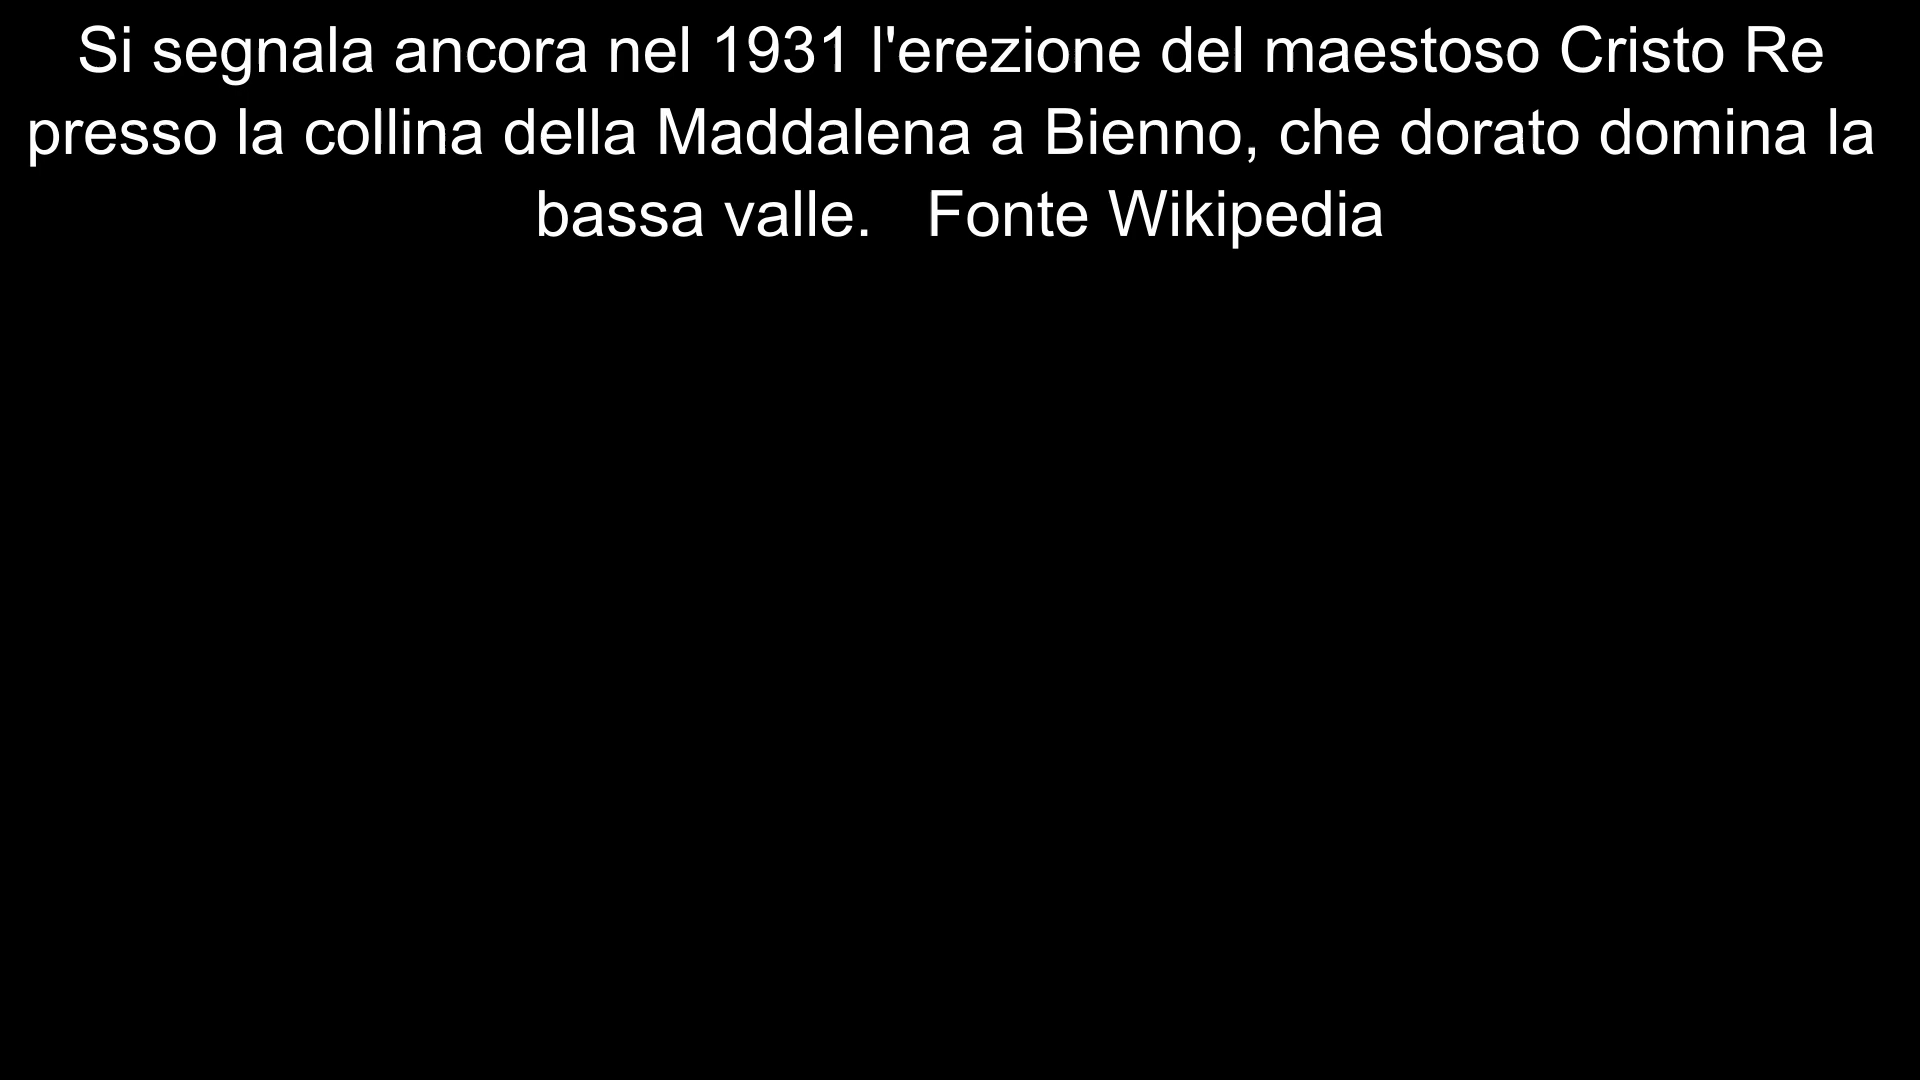 Si segnala ancora nel 1931 l'erezione del maestoso Cristo Re
presso la collina della Maddalena a Bienno, che dorato domina la
bassa valle.   Fonte Wikipedia